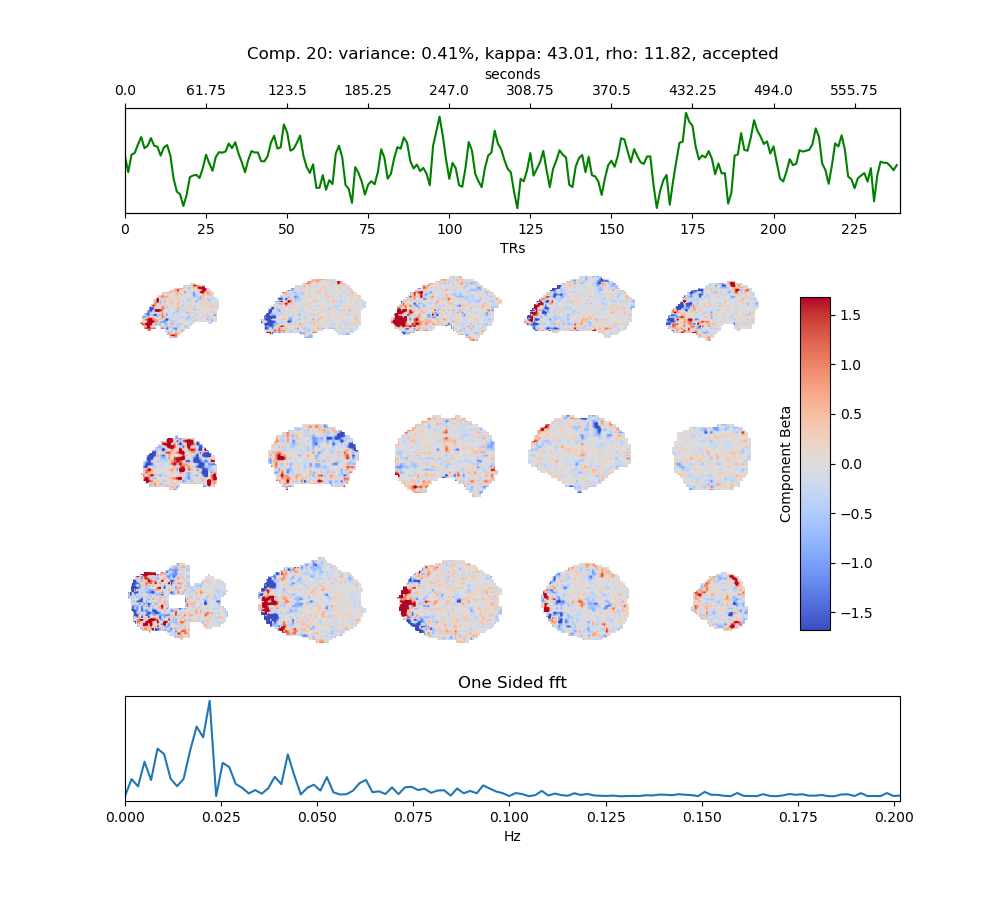 Comp. 20: variance: 0.41%, kappa: 43.01, rho: 11.82, accepted
seconds
0.0 61.75 123.5 185.25 247.0 308.75 370.5 432.25 494.0 555.75
0 25 50 75 100 125 150 175 200 225
TRs
1.5
1.0
0.5
0.0
−0.5
−1.0
−1.5
Component Beta
One Sided fft
0.000 0.025 0.050 0.075 0.100 0.125 0.150 0.175 0.200
Hz